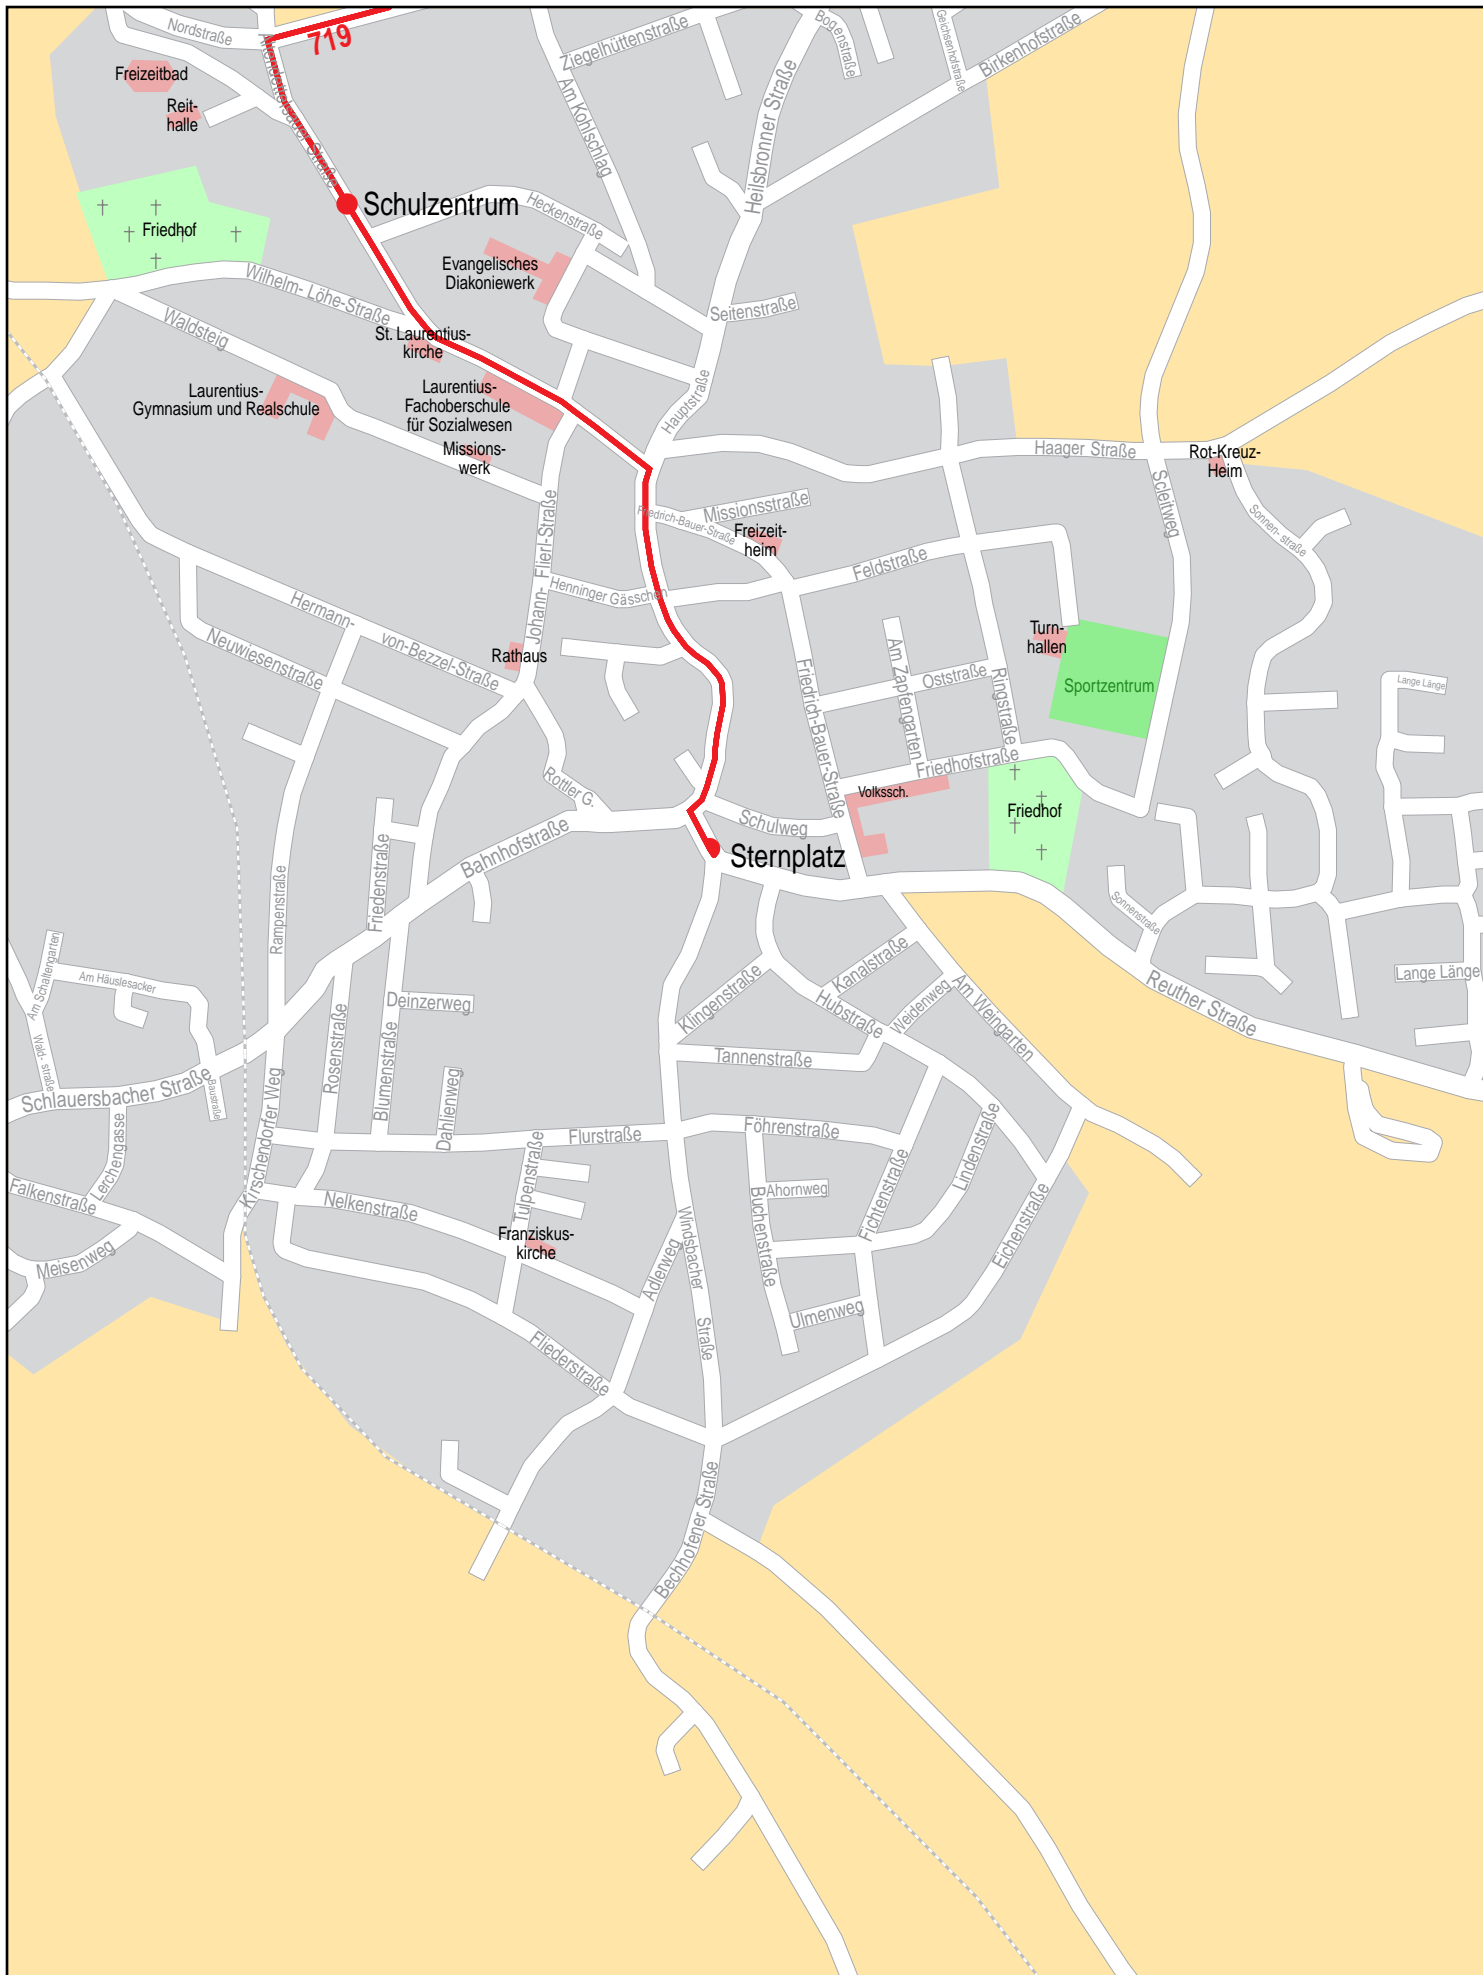 Nordstraße
719
Ziegelhüttenstraße
Bogenstraße
Geichsenhofstraße
Birkenhofstraße
Freizeitbad
Reit-
halle
Am Kohlschlag
Heilsbronner Straße
Schulzentrum
Heckenstraße
Friedhof
Evangelisches
Diakoniewerk
Wilhelm- Löhe-Straße
Seitenstraße
Waldsteig
St. Laurentius-
kirche
Laurentius-
Gymnasium und Realschule
Laurentius-
Fachoberschule
für Sozialwesen
Hauptstraße
Missions-
werk
Haager Straße
Rot-Kreuz-
Heim
Scleitweg
Sonnen- straße
Missionsstraße
Friedrich-Bauer-Straße
Freizeit-
heim
Feldstraße
Johann- Flierl-Straße
Henninger Gässchen
Hermann-
von-Bezzel-Straße
Neuwiesenstraße
Rathaus
Turn-
hallen
Sportzentrum
Am Zapfengarten
Oststraße
Ringstraße
Friedrich-Bauer-Straße
Lange Länge
Friedhofstraße
Rottler G.
Volkssch.
Friedhof
Schulweg
Sternplatz
Bahnhofstraße
Friedenstraße
Rampenstraße
Sonnenstraße
Am Schaltengarten
Am Häuslesacker
Kanalstraße
Klingenstraße
Hubstraße
Weidenweg
Am Weingarten
Reuther Straße
Lange Länge
Deinzerweg
Rosenstraße
Blumenstraße
Wald- straße
Tannenstraße
Schlauersbacher Straße
Baustraße
Dahlienweg
Kirschendorfer Weg
Lerchengasse
Flurstraße
Föhrenstraße
Lindenstraße
Falkenstraße
Nelkenstraße
Tulpenstraße
Ahornweg
Buchenstraße
Fichtenstraße
Eichenstraße
Meisenweg
Franziskus-
kirche
Adlerweg
Windsbacher
Straße
Ulmenweg
Fliederstraße
Bechhofener Straße